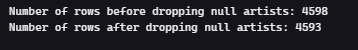 Number of rows before dropping null artists: 4598
Number of rows after dropping null artists: 4593